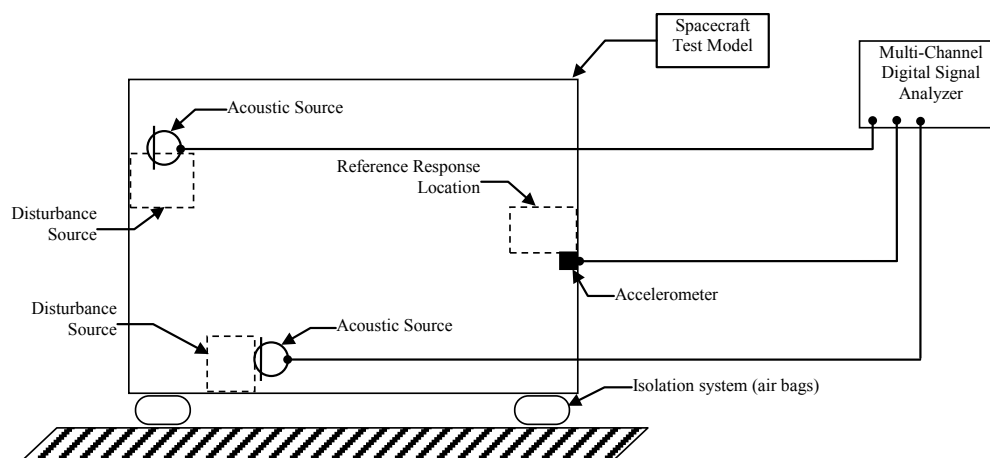 Spacecraft
Test Model
Multi-Channel
Digital Signal
Analyzer
Acoustic Source
Reference Response
Location
Disturbance
Source
Accelerometer
Disturbance
Source
Acoustic Source
Isolation system (air bags)